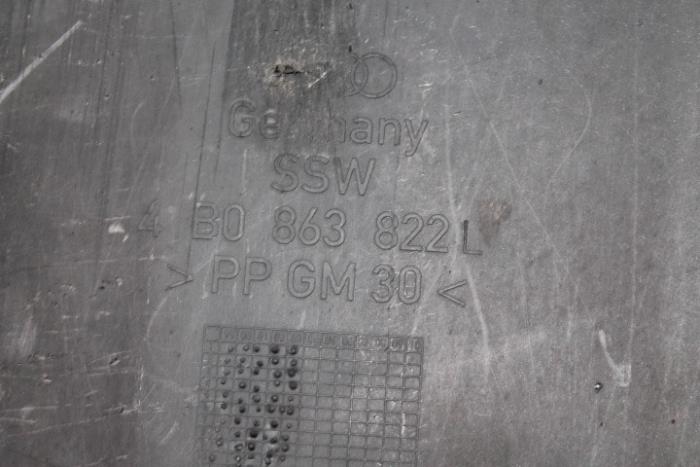 Germany
SSW
4 B0 863 822 L
> PP GM 30 <